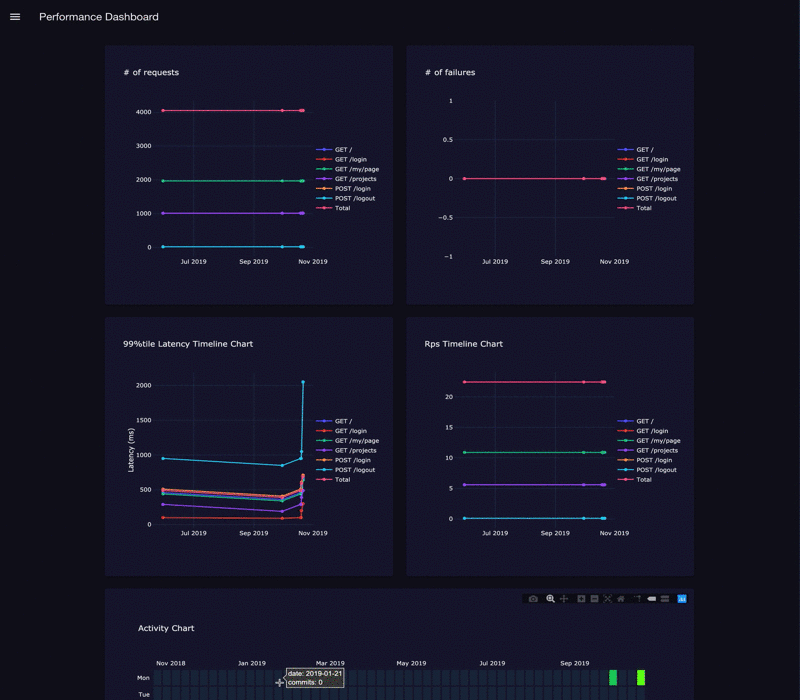 Performance Dashboard
# of requests
4000
3000
2000
1000
0
Jul 2019
Sep 2019
Nov 2019
GET /
GET /login
GET /my/page
GET /projects
POST /login
POST /logout
Total
# of failures
1
0.5
0
−0.5
−1
Jul 2019
Sep 2019
Nov 2019
GET /
GET /login
GET /my/page
GET /projects
POST /login
POST /logout
Total
99%tile Latency Timeline Chart
Latency (ms)
2000
1500
1000
500
0
Jul 2019
Sep 2019
Nov 2019
GET /
GET /login
GET /my/page
GET /projects
POST /login
POST /logout
Total
Rps Timeline Chart
20
15
10
5
0
Jul 2019
Sep 2019
Nov 2019
GET /
GET /login
GET /my/page
GET /projects
POST /login
POST /logout
Total
Activity Chart
Nov 2018
Jan 2019
Mar 2019
May 2019
Jul 2019
Sep 2019
Mon
date: 2019-01-21
commits: 0
Tue